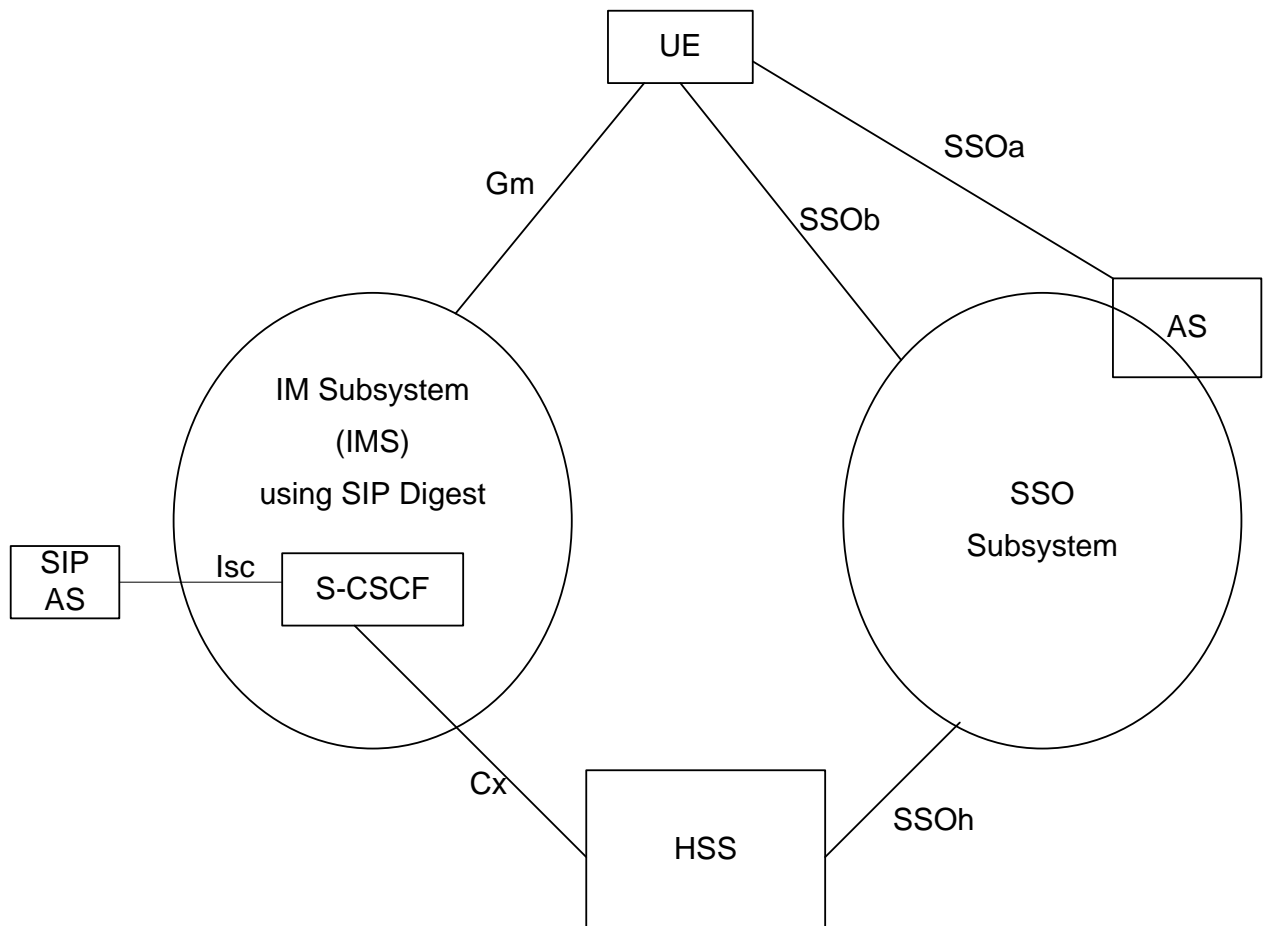 UE
SSOa
Gm
SSOb
AS
IM Subsystem
(IMS)
using SIP Digest
SSO
Subsystem
SIP
AS
Isc
S-CSCF
Cx
SSOh
HSS